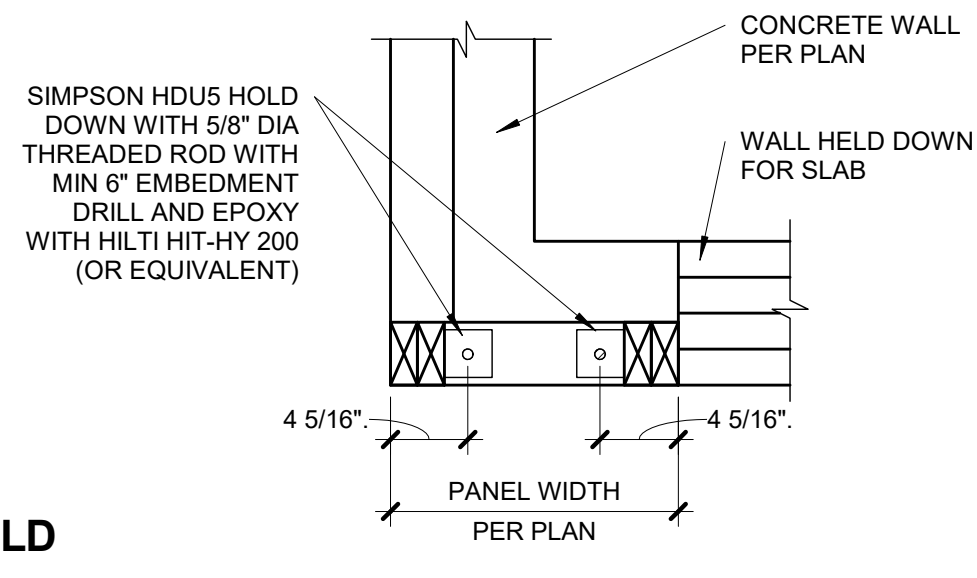 CONCRETE WALL
PER PLAN
SIMPSON HDU5 HOLD
DOWN WITH 5/8" DIA
THREADED ROD WITH
MIN 6" EMBEDMENT
DRILL AND EPOXY
WITH HILTI HIT-HY 200
(OR EQUIVALENT)
WALL HELD DOWN
FOR SLAB
4 5/16".
4 5/16".
PANEL WIDTH
PER PLAN
LD